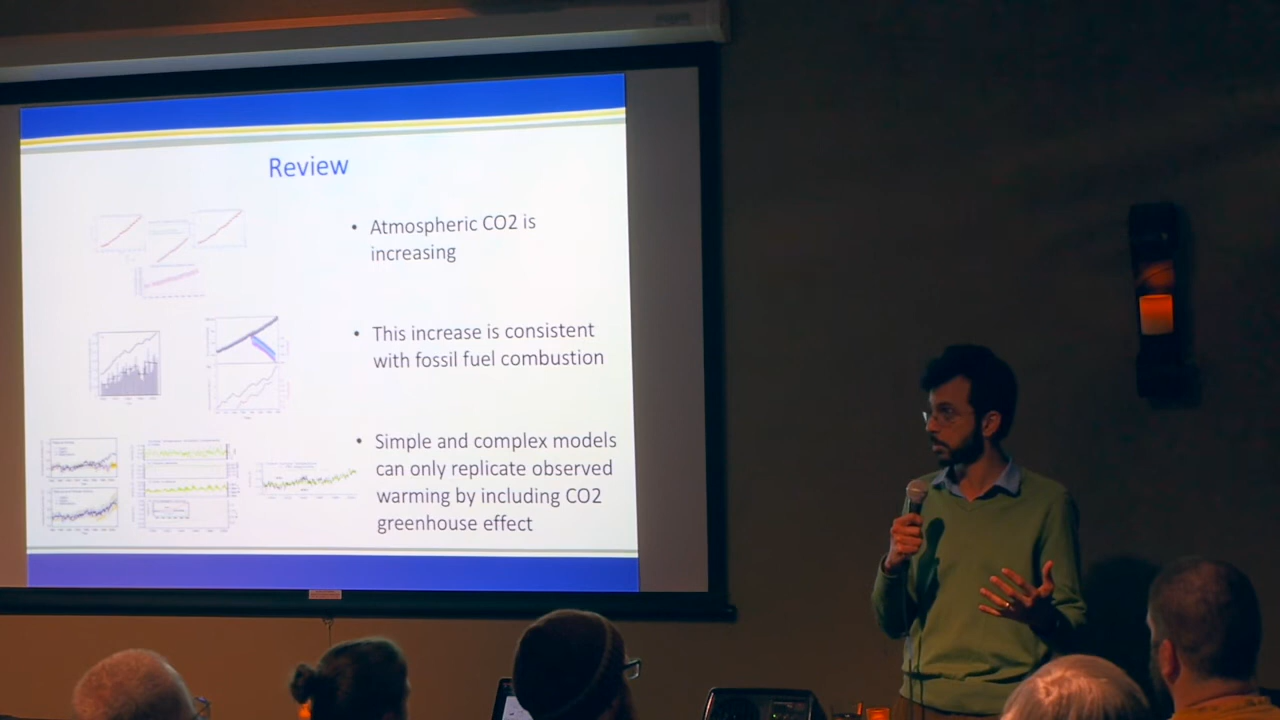 Review
• Atmospheric CO2 is
increasing
• This increase is consistent
with fossil fuel combustion
• Simple and complex models
can only replicate observed
warming by including CO2
greenhouse effect